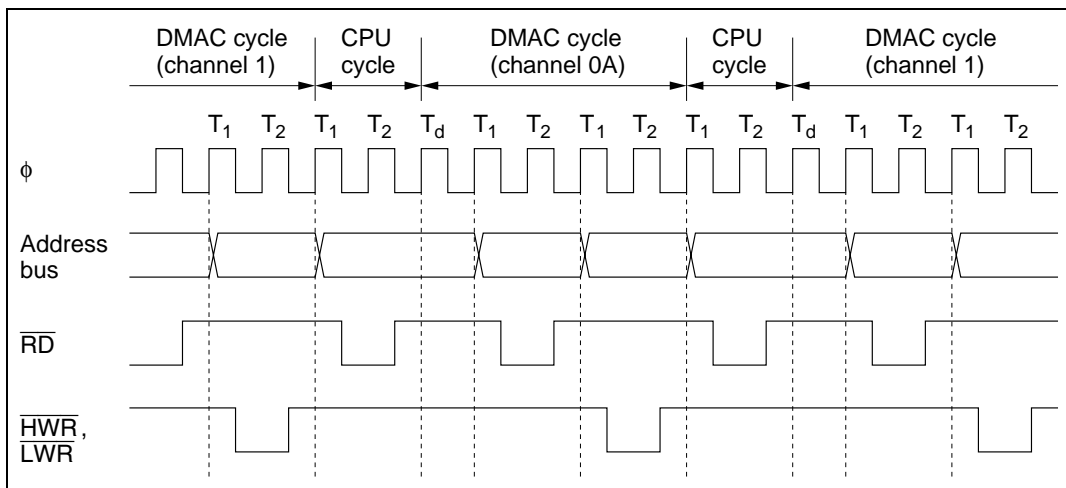 DMAC cycle (channel 1)
CPU cycle
DMAC cycle (channel 0A)
CPU cycle
DMAC cycle (channel 1)
T1 T2 T1 T2 Td T1 T2 T1 T2 T1 T2 Td T1 T2 T1 T2
ϕ
Address
bus
RD
HWR,
LWR